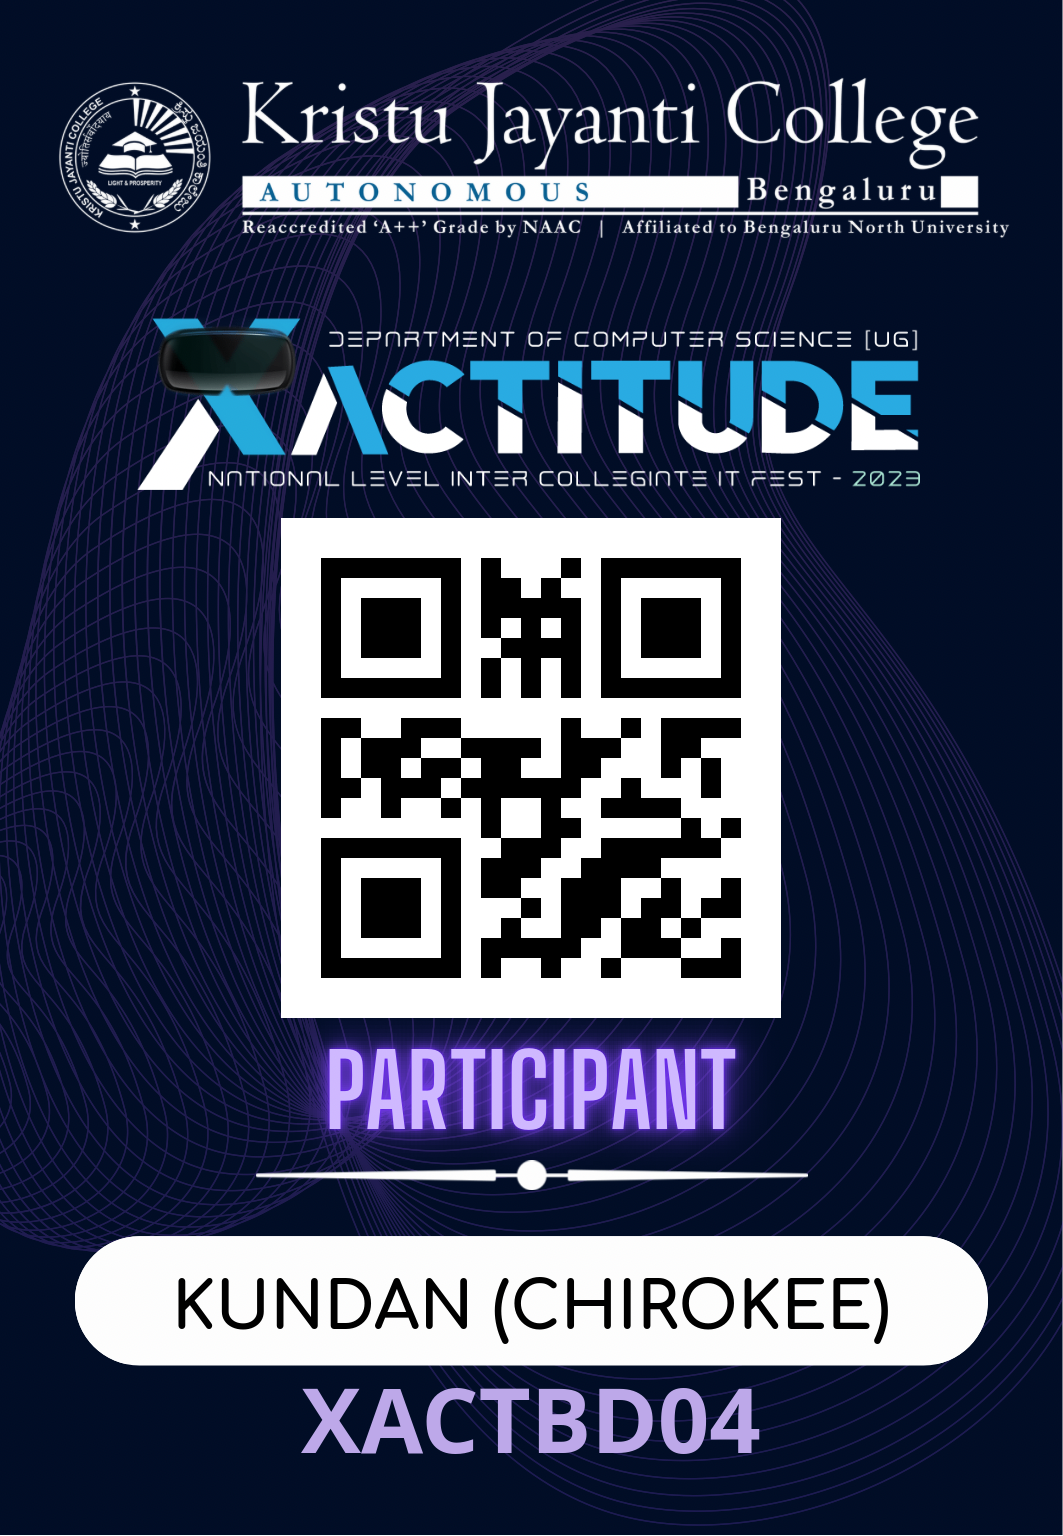 Kristu Jayanti College
AUTONOMOUS Bengaluru
Reaccredited ‘A++’ Grade by NAAC | Affiliated to Bengaluru North University
KRISTU JAYANTI COLLEGE
LIGHT & PROSPERITY
DEPARTMENT OF COMPUTER SCIENCE [UG]
XACTITUDE
NATIONAL LEVEL INTER COLLEGIATE IT FEST - 2023
PARTICIPANT
KUNDAN (CHIROKEE)
XACTBD04